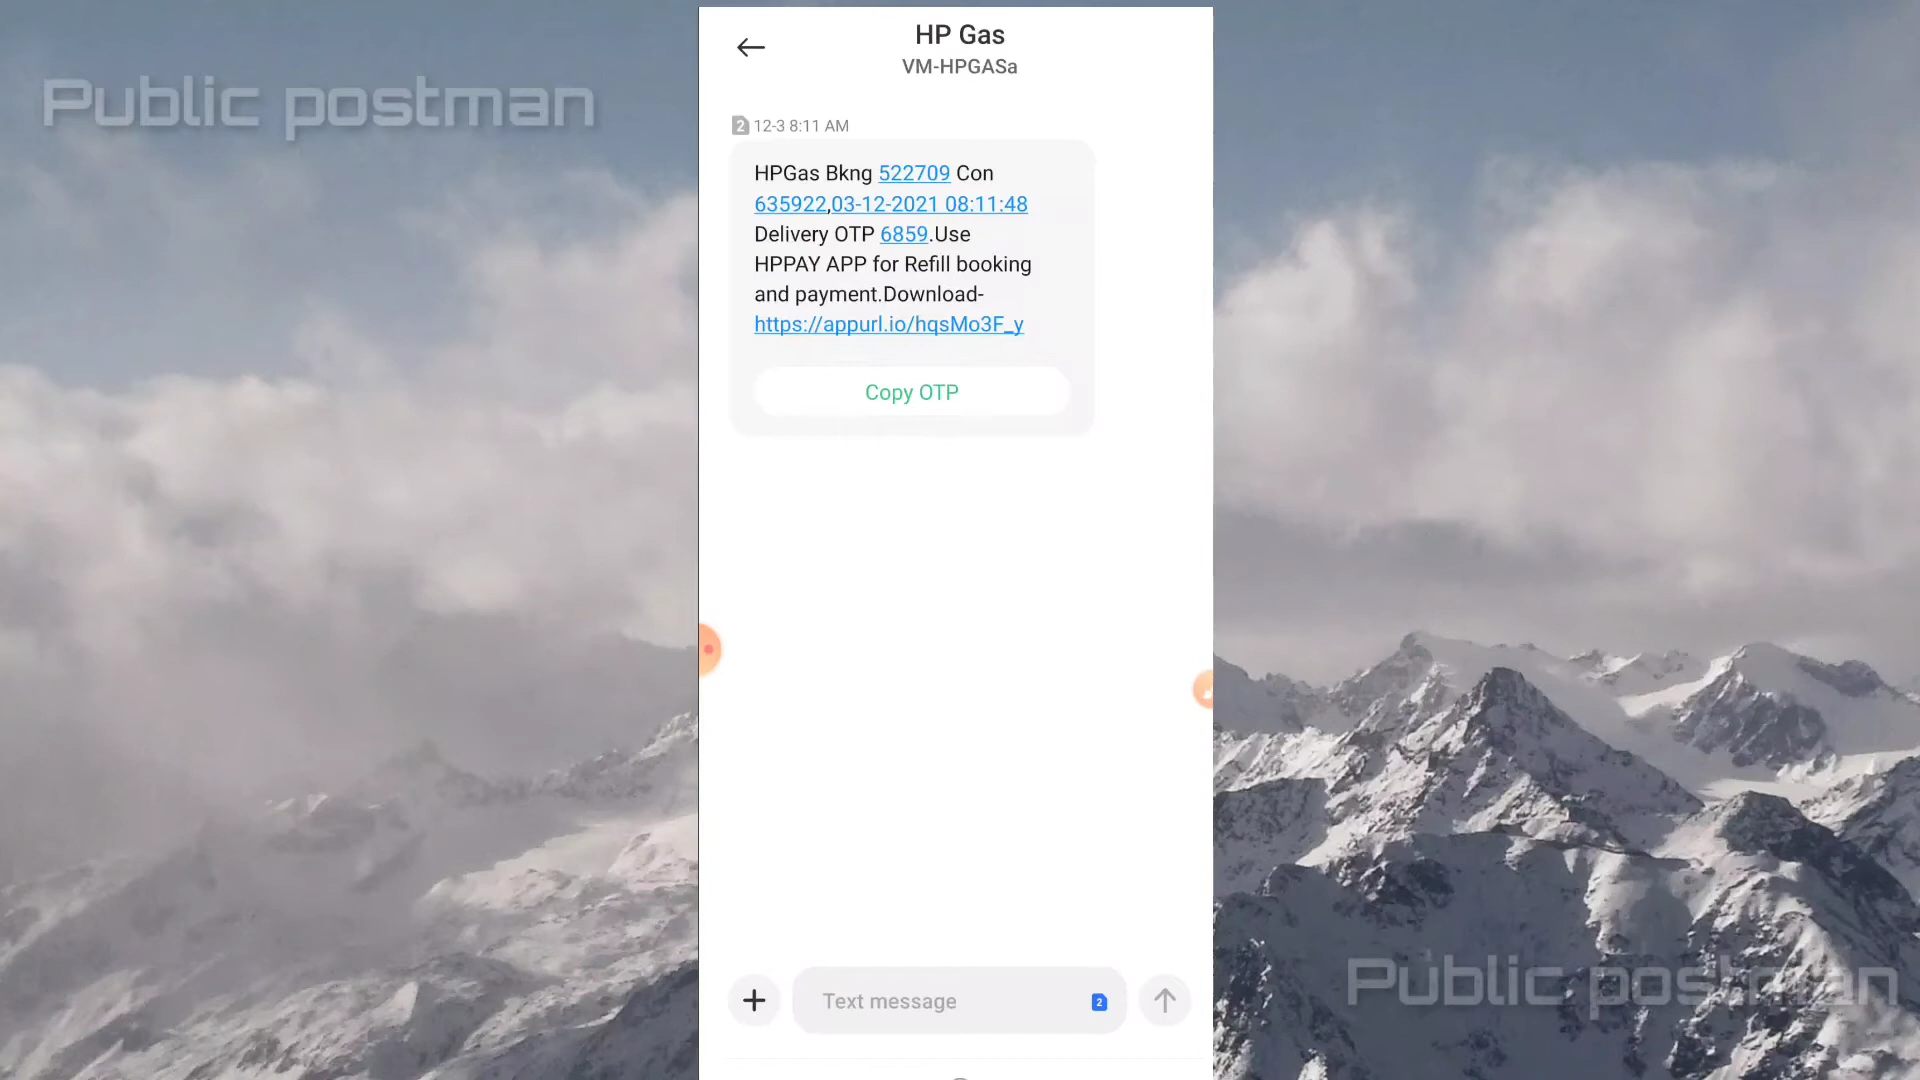 Public postman
HP Gas
VM-HPGASa
2 12-3 8:11 AM
HPGas Bkng 522709 Con
635922,03-12-2021 08:11:48
Delivery OTP 6859.Use
HPPAY APP for Refill booking
and payment.Download-
https://appurl.io/hqsMo3F_y
Copy OTP
Text message
2
Public postman